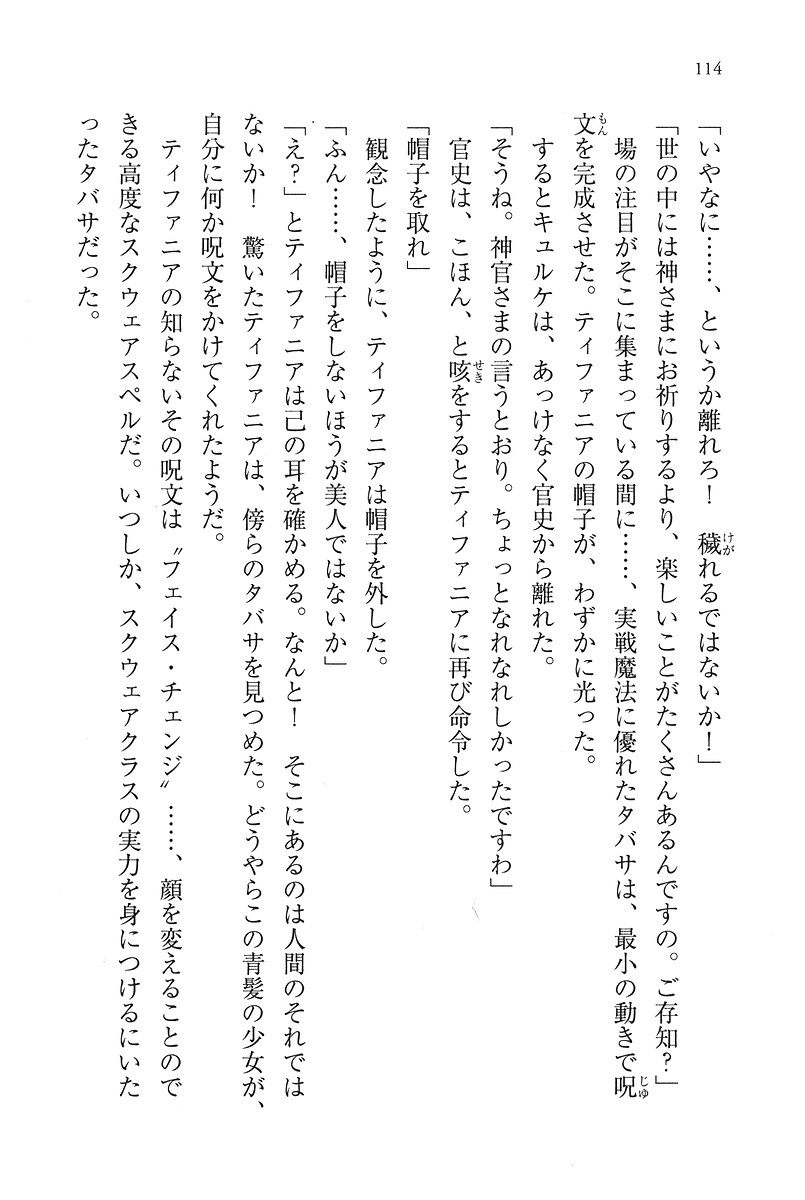 114
「いやなに……、というか離れろ！　穢れるではないか！」
「世の中には神さまにお祈りするより、楽しいことがたくさんあるんですの。ご存知？」
場の注目がそこに集まっている間に……、実戦魔法に優れたタバサは、最小の動きで呪
文を完成させた。ティファニアの帽子が、わずかに光った。
するとキュルケは、あっけなく官史から離れた。
「そうね。神官さまの言うとおり。ちょっとなれなれしかったですわ」
官史は、こほん、と咳をするとティファニアに再び命令した。
「帽子を取れ」
観念したように、ティファニアは帽子を外した。
「ふん……、帽子をしないほうが美人ではないか」
「え？」とティファニアは己の耳を確かめる。なんと！　そこにあるのは人間のそれでは
ないか！　驚いたティファニアは、傍らのタバサを見つめた。どうやらこの青髪の少女が、
自分に何か呪文をかけてくれたようだ。
ティファニアの知らないその呪文は〝フェイス・チェンジ〟……、顔を変えることので
きる高度なスクウェアスペルだ。いつしか、スクウェアクラスの実力を身につけるにいた
ったタバサだった。